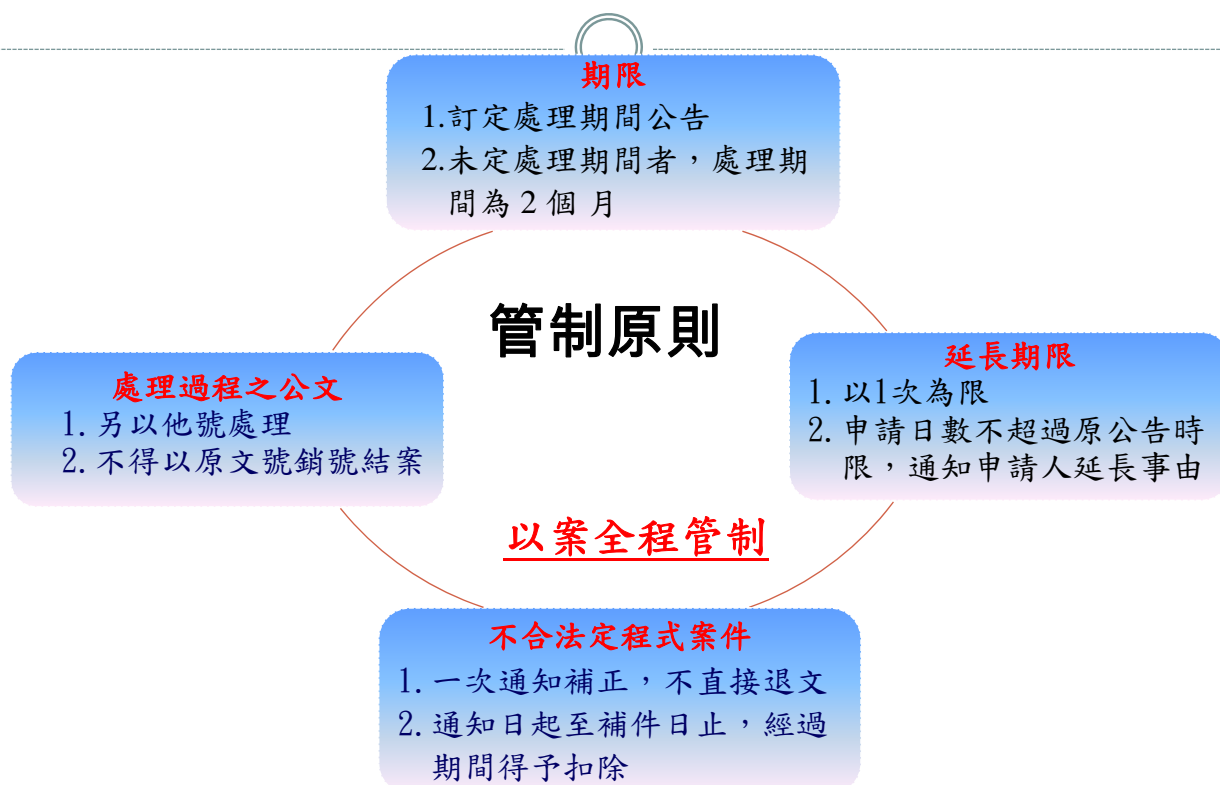 期限
1.訂定處理期間公告
2.未定處理期間者，處理期
間為 2 個 月
管制原則
延長期限
1. 以1次為限
2. 申請日數不超過原公告時
限，通知申請人延長事由
處理過程之公文
1. 另以他號處理
2. 不得以原文號銷號結案
以案全程管制
不合法定程式案件
1. 一次通知補正，不直接退文
2. 通知日起至補件日止，經過
期間得予扣除